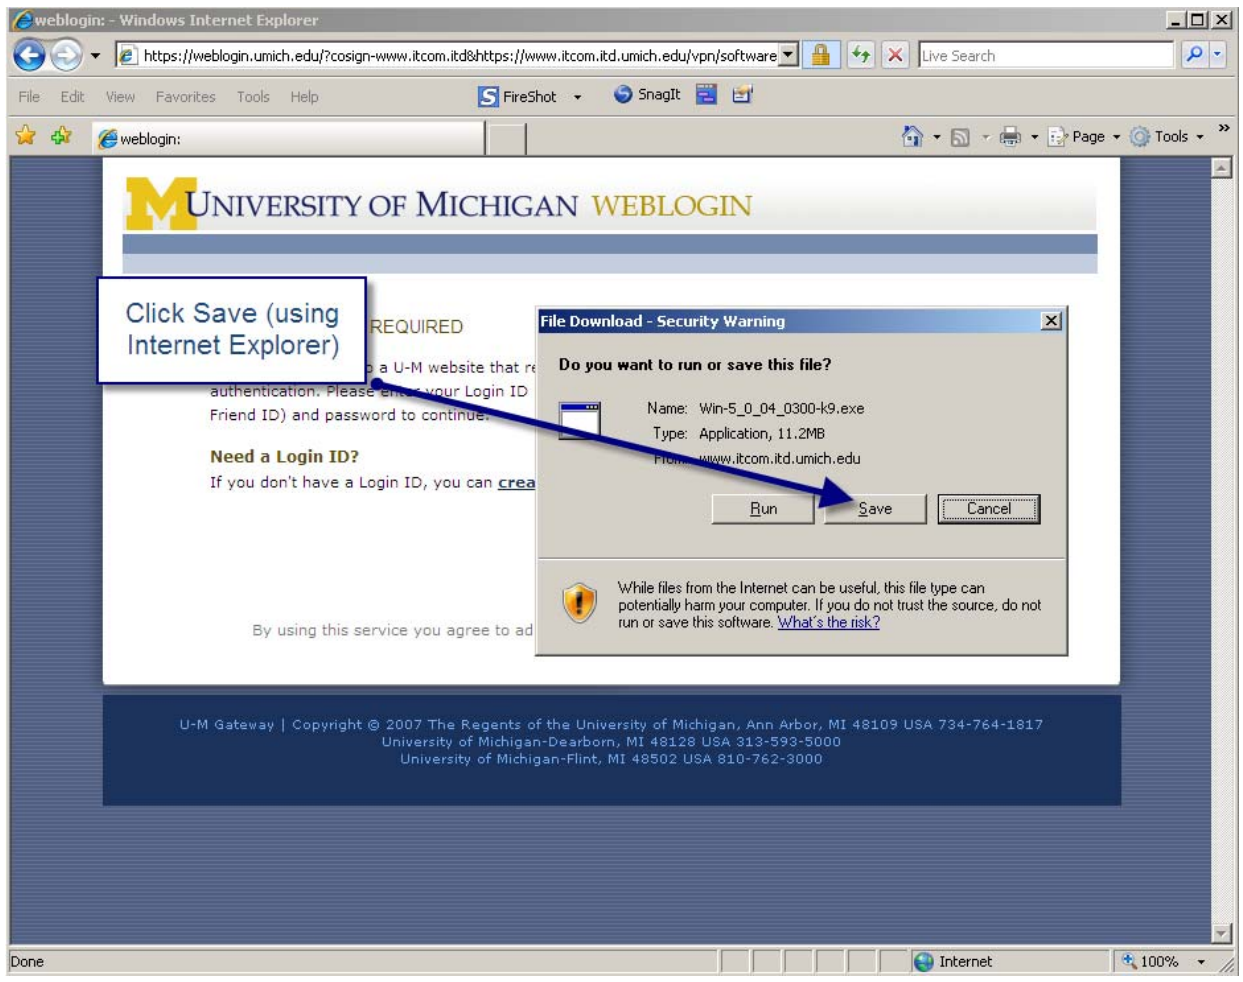 weblogin: - Windows Internet Explorer
https://weblogin.umich.edu/?cosign-www.itcom.itd&https://www.itcom.itd.umich.edu/vpn/software
Live Search
File Edit View Favorites Tools Help
FireShot
SnagIt
weblogin:
Page
Tools
»
M UNIVERSITY OF MICHIGAN WEBLOGIN
Click Save (using
Internet Explorer)
REQUIRED
a U-M website that
authentication. Please enter your Login ID
Friend ID) and password to continue.
Need a Login ID?
If you don't have a Login ID, you can crea
By using this service you agree to ad
File Download - Security Warning
Do you want to run or save this file?
Name: Win-5_0_04_0300-k9.exe
Type: Application, 11.2MB
From: www.itcom.itd.umich.edu
Run
Save
Cancel
While files from the Internet can be useful, this file type can
potentially harm your computer. If you do not trust the source, do not
run or save this software. What's the risk?
U-M Gateway | Copyright © 2007 The Regents of the University of Michigan, Ann Arbor, MI 48109 USA 734-764-1817
University of Michigan-Dearborn, MI 48128 USA 313-593-5000
University of Michigan-Flint, MI 48502 USA 810-762-3000
Done
Internet
100%